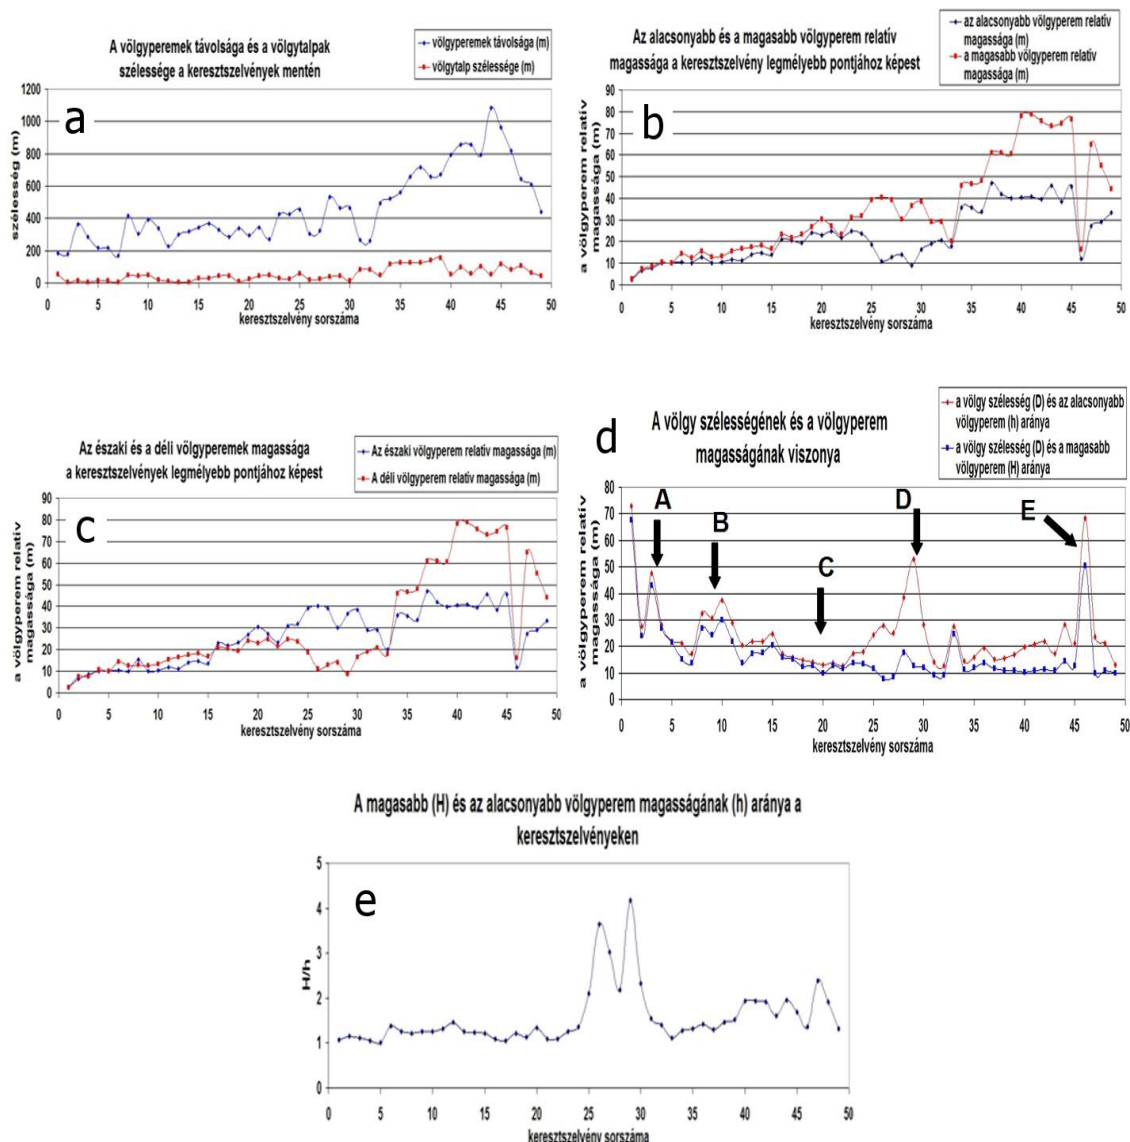 a
A völgyperemek távolsága és a völgytalpak
szélessége a keresztszelvények mentén
völgyperemek távolsága (m)
völgytalp szélessége (m)
szélesség (m)
1200
1000
800
600
400
200
0
0 5 10 15 20 25 30 35 40 45 50
keresztszelvény sorszáma
b
Az alacsonyabb és a magasabb völgyperem relatív
magassága a keresztszelvény legmélyebb pontjához képest
az alacsonyabb völgyperem relatív
magassága (m)
a magasabb völgyperem relatív
magassága (m)
a völgyperem relatív
magassága (m)
90
80
70
60
50
40
30
20
10
0
0 5 10 15 20 25 30 35 40 45 50
keresztszelvény sorszáma
c
Az északi és a déli völgyperemek magassága
a keresztszelvények legmélyebb pontjához képest
Az északi völgyperem relatív magassága (m)
A déli völgyperem relatív magassága (m)
a völgyperem relatív
magassága (m)
90
80
70
60
50
40
30
20
10
0
0 5 10 15 20 25 30 35 40 45 50
keresztszelvény sorszáma
d
A völgy szélességének és a völgyperem
magasságának viszonya
a völgy szélesség (D) és az alacsonyabb
völgyperem (h) aránya
a völgy szélesség (D) és a magasabb
völgyperem (H) aránya
a völgyperem relatív
magassága (m)
80
70
60
50
40
30
20
10
0
A
B
C
D
E
0 5 10 15 20 25 30 35 40 45 50
keresztszelvény sorszáma
A magasabb (H) és az alacsonyabb völgyperem magasságának (h) aránya a
keresztszelvényeken
e
H/h
5
4
3
2
1
0
0 5 10 15 20 25 30 35 40 45 50
keresztszelvény sorszáma